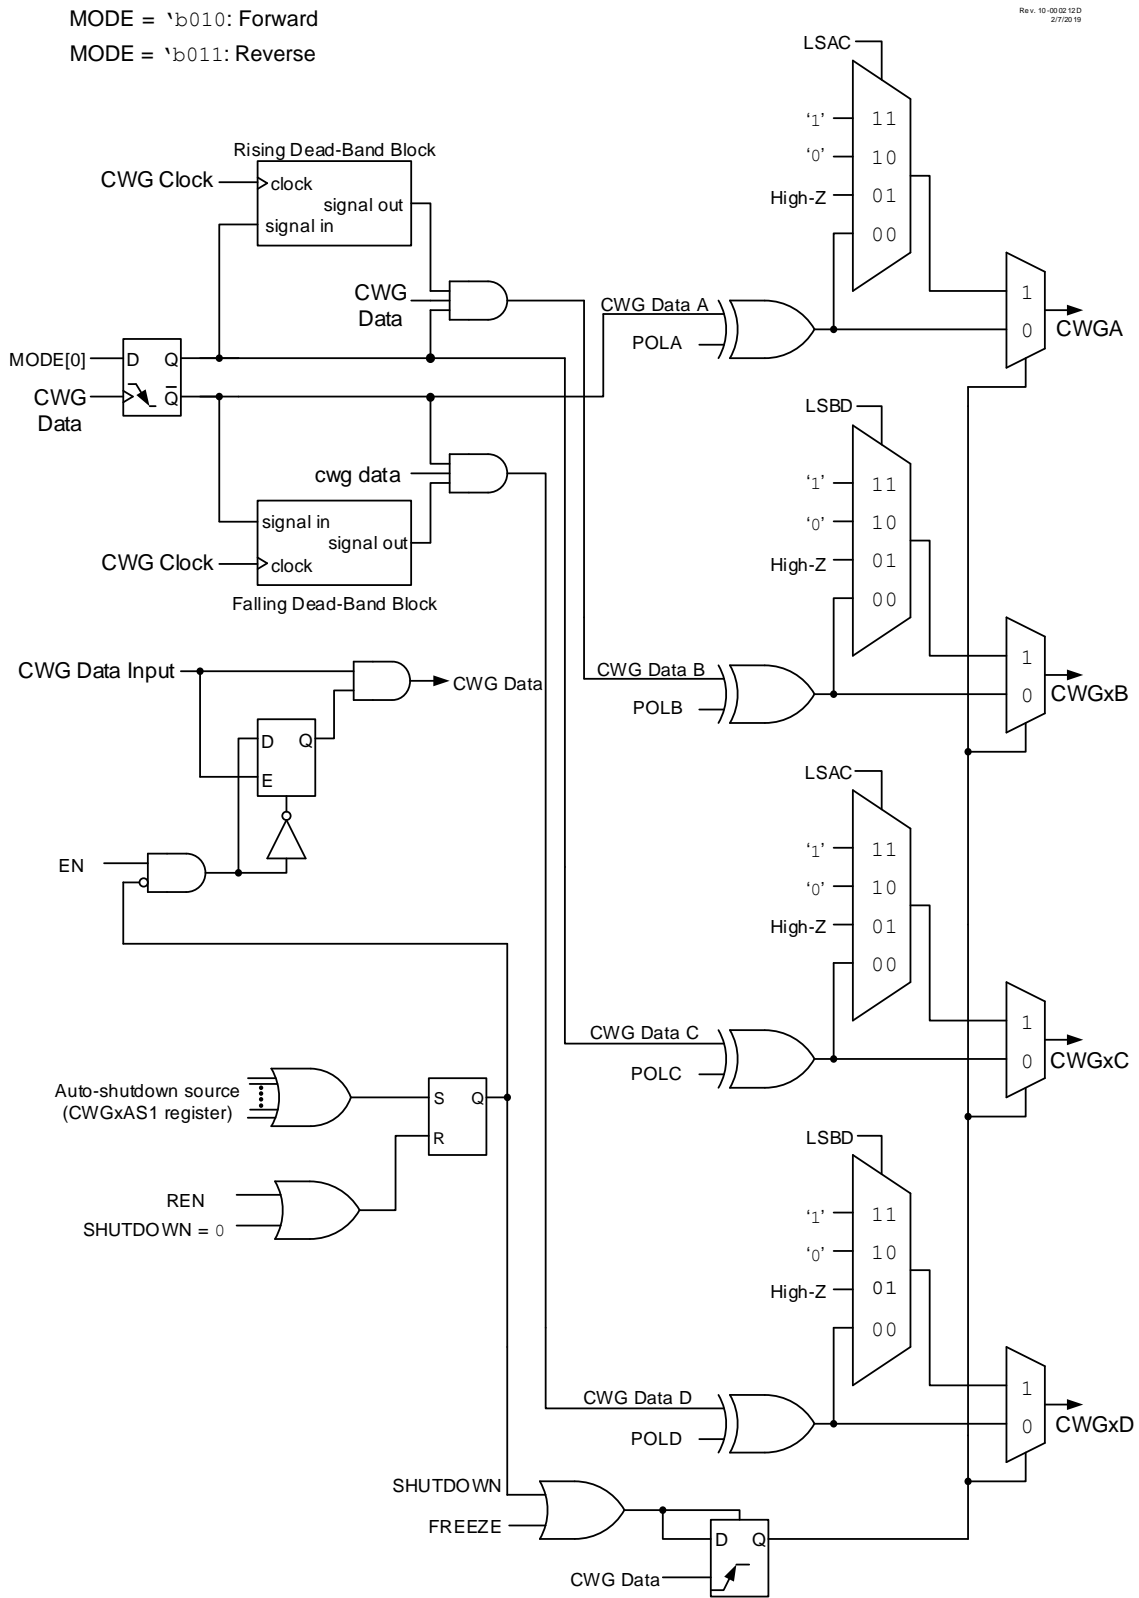 MODE = ‘b010: Forward
MODE = ‘b011: Reverse
Rev. 10-000212D
2/7/2019
LSAC
‘1’ 11
‘0’ 10
High-Z 01
00
Rising Dead-Band Block
CWG Clock
clock
signal out
signal in
CWG
Data
MODE[0]
D Q
CWG
Data
Q
CWG Data A
POLA
1
0
CWGA
cwg data
signal in
signal out
CWG Clock
clock
Falling Dead-Band Block
LSBD
‘1’ 11
‘0’ 10
High-Z 01
00
CWG Data B
POLB
1
0
CWGxB
CWG Data Input
CWG Data
D Q
E
EN
LSAC
‘1’ 11
‘0’ 10
High-Z 01
00
CWG Data C
POLC
1
0
CWGxC
Auto-shutdown source
(CWGxAS1 register)
S Q
R
REN
SHUTDOWN = 0
LSBD
‘1’ 11
‘0’ 10
High-Z 01
00
CWG Data D
POLD
1
0
CWGxD
SHUTDOWN
FREEZE
D Q
CWG Data